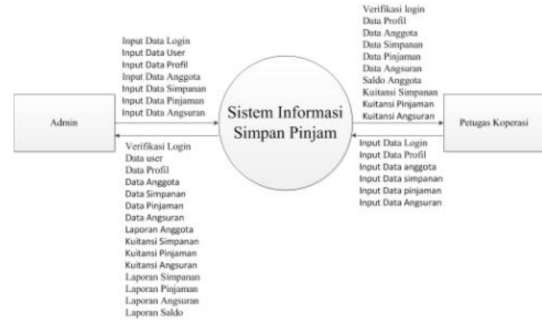 Admin
Input Data Login
Input Data User
Input Data Profil
Input Data Anggota
Input Data Simpanan
Input Data Pinjaman
Input Data Angsuran
Verifikasi Login
Data user
Data Profil
Data Anggota
Data Simpanan
Data Pinjaman
Data Angsuran
Laporan Anggota
Kuitansi Simpanan
Kuitansi Pinjaman
Kuitansi Angsuran
Laporan Simpanan
Laporan Pinjaman
Laporan Angsuran
Laporan Saldo
Sistem Informasi
Simpan Pinjam
Verifikasi login
Data Profil
Data Anggota
Data Simpanan
Data Pinjaman
Data Angsuran
Saldo Anggota
Kuitansi Simpanan
Kuitansi Pinjaman
Kuitansi Angsuran
Input Data Login
Input Data Profil
Input Data anggota
Input Data simpanan
Input Data pinjaman
Input Data Angsuran
Petugas Koperasi